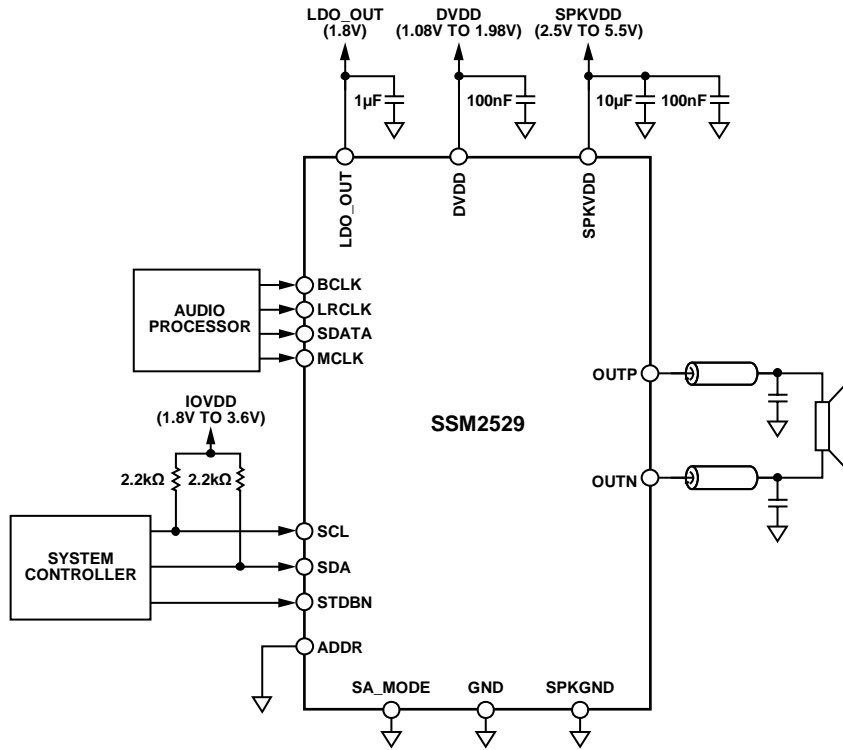 LDO_OUT
(1.8V)
DVDD
(1.08V TO 1.98V)
SPKVDD
(2.5V TO 5.5V)
1µF
100nF
10µF
100nF
LDO_OUT
DVDD
SPKVDD
AUDIO
PROCESSOR
BCLK
LRCLK
SDATA
MCLK
OUTP
SSM2529
OUTN
IOVDD
(1.8V TO 3.6V)
2.2kΩ
2.2kΩ
SYSTEM
CONTROLLER
SCL
SDA
STDBN
ADDR
SA_MODE
GND
SPKGND